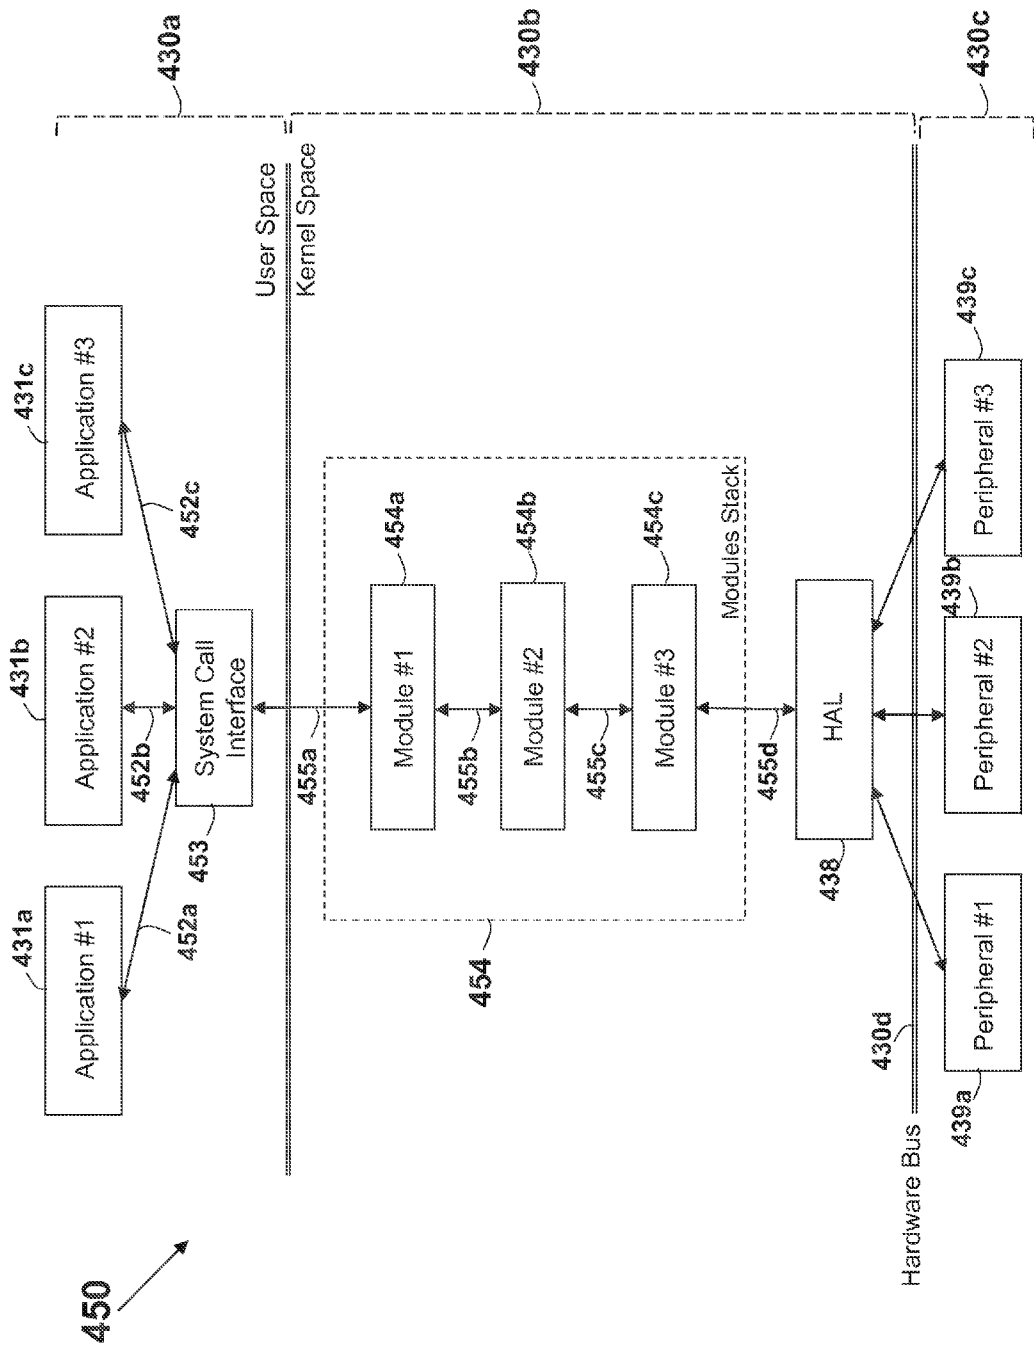 450
430a
430b
430c
431a
431b
431c
Application #1
Application #2
Application #3
452a
452b
452c
453
System Call
Interface
User Space
Kernel Space
455a
454
Module #1
454a
455b
Module #2
454b
455c
Module #3
454c
Modules Stack
455d
438
HAL
Hardware Bus
430d
439a
439b
439c
Peripheral #1
Peripheral #2
Peripheral #3